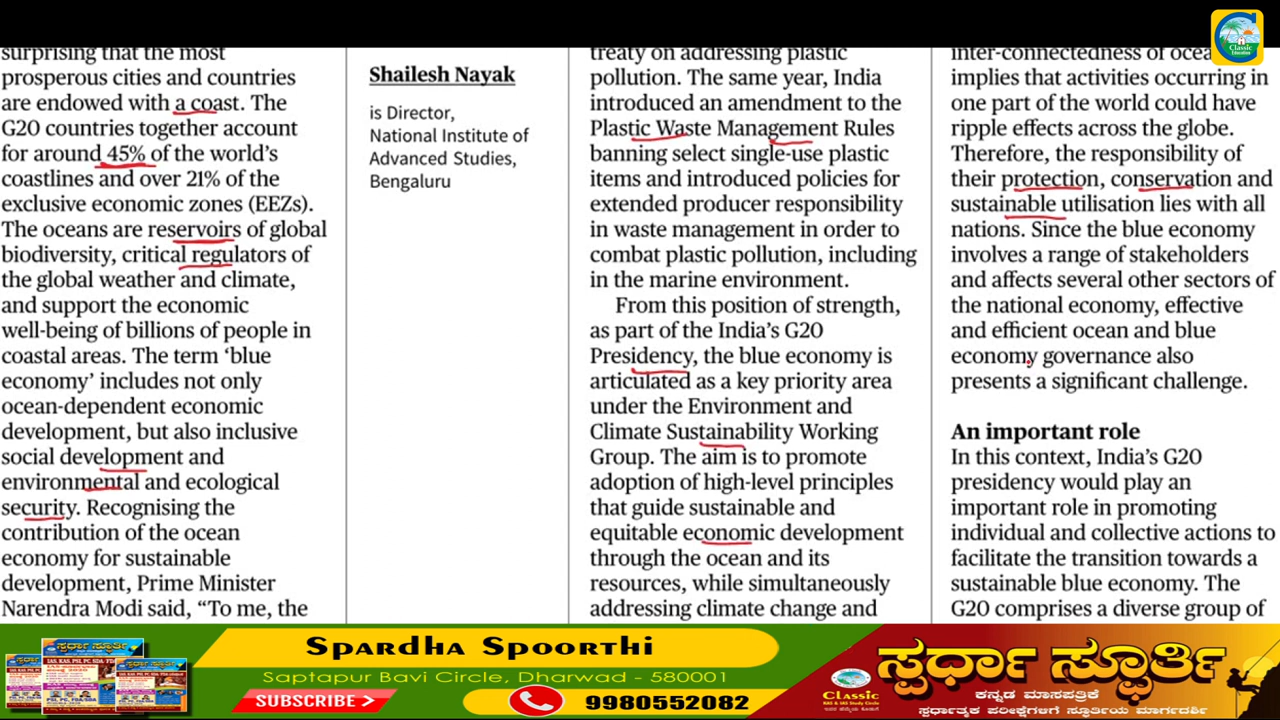 surprising that the most
prosperous cities and countries
are endowed with a coast. The
G20 countries together account
for around 45% of the world's
coastlines and over 21% of the
exclusive economic zones (EEZs).
The oceans are reservoirs of global
biodiversity, critical regulators of
the global weather and climate,
and support the economic
well-being of billions of people in
coastal areas. The term ‘blue
economy’ includes not only
ocean-dependent economic
development, but also inclusive
social development and
environmental and ecological
security. Recognising the
contribution of the ocean
economy for sustainable
development, Prime Minister
Narendra Modi said, “To me, the
Shailesh Nayak
is Director,
National Institute of
Advanced Studies,
Bengaluru
treaty on addressing plastic
pollution. The same year, India
introduced an amendment to the
Plastic Waste Management Rules
banning select single-use plastic
items and introduced policies for
extended producer responsibility
in waste management in order to
combat plastic pollution, including
in the marine environment.
From this position of strength,
as part of the India's G20
Presidency, the blue economy is
articulated as a key priority area
under the Environment and
Climate Sustainability Working
Group. The aim is to promote
adoption of high-level principles
that guide sustainable and
equitable economic development
through the ocean and its
resources, while simultaneously
addressing climate change and
inter-connectedness of
implies that activities occurring in
one part of the world could have
ripple effects across the globe.
Therefore, the responsibility of
their protection, conservation and
sustainable utilisation lies with all
nations. Since the blue economy
involves a range of stakeholders
and affects several other sectors of
the national economy, effective
and efficient ocean and blue
economy governance also
presents a significant challenge.
An important role
In this context, India's G20
presidency would play an
important role in promoting
individual and collective actions to
facilitate the transition towards a
sustainable blue economy. The
G20 comprises a diverse group of
Classic
Education
Spardha Spoorthi
Saptapur Bavi Circle, Dharwad - 580001
SUBSCRIBE
9980552082
Classic
KAS & IAS Study Circle
ಸ್ಪರ್ಧಾ ಸ್ಫೂರ್ತಿ
ಕನ್ನಡ ಮಾಸಪತ್ರಿಕೆ
ಸ್ಪರ್ಧಾತ್ಮಕ ಪರೀಕ್ಷೆಗಳಿಗೆ ಸ್ಫೂರ್ತಿಯ ಮಾರ್ಗದರ್ಶಿ